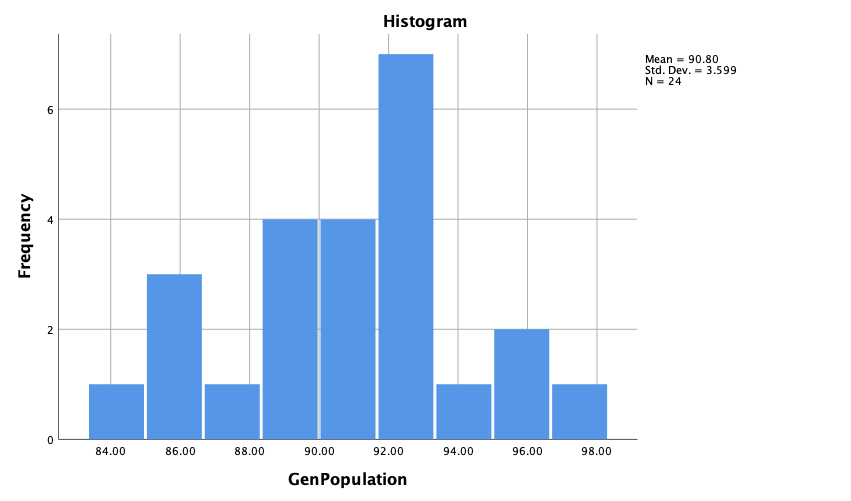 Histogram
Mean = 90.80
Std. Dev. = 3.599
N = 24
Frequency
6
4
2
0
84.00 86.00 88.00 90.00 92.00 94.00 96.00 98.00
GenPopulation